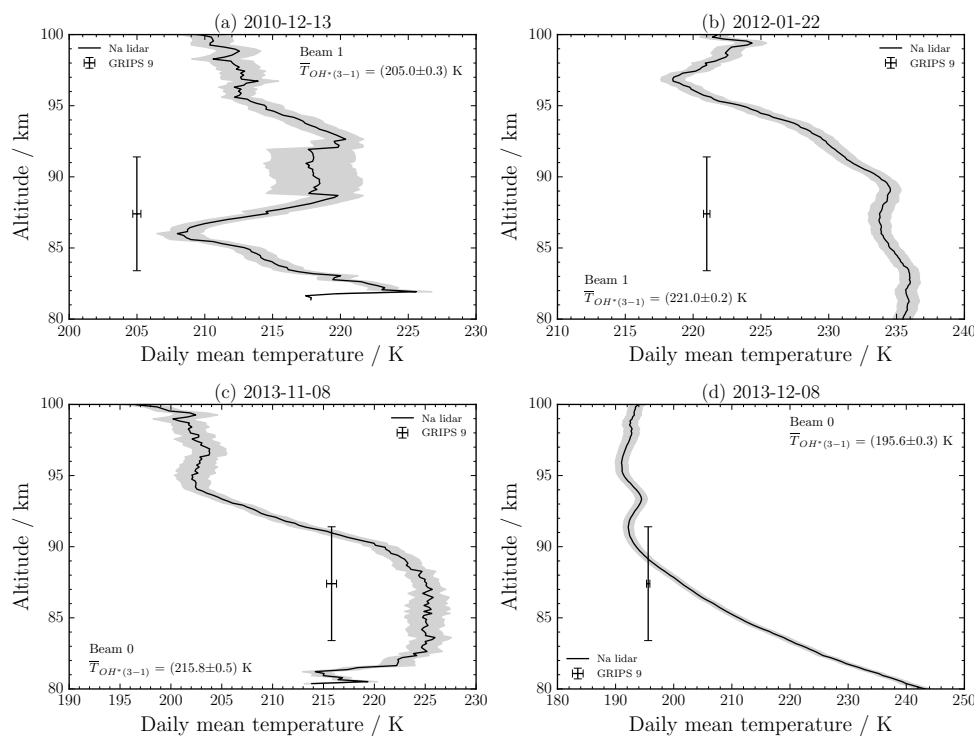 (a) 2010-12-13
100
95
90
85
80
Altitude / km
Na lidar
GRIPS 9
Beam 1
T̅_{OH*(3−1)} = (205.0±0.3) K
200 205 210 215 220 225 230
Daily mean temperature / K
(b) 2012-01-22
100
95
90
85
80
Altitude / km
Na lidar
GRIPS 9
Beam 1
T̅_{OH*(3−1)} = (221.0±0.2) K
210 215 220 225 230 235 240
Daily mean temperature / K
(c) 2013-11-08
100
95
90
85
80
Altitude / km
Na lidar
GRIPS 9
Beam 0
T̅_{OH*(3−1)} = (215.8±0.5) K
190 195 200 205 210 215 220 225 230
Daily mean temperature / K
(d) 2013-12-08
100
95
90
85
80
Altitude / km
Beam 0
T̅_{OH*(3−1)} = (195.6±0.3) K
Na lidar
GRIPS 9
180 190 200 210 220 230 240 250
Daily mean temperature / K